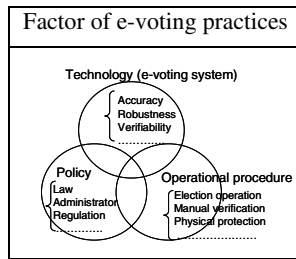 Factor of e-voting practices
Technology (e-voting system)
Accuracy
Robustness
Verifiability
....................
Policy
Law
Administrator
Regulation
....................
Operational procedure
Election operation
Manual verification
Physical protection
..............................